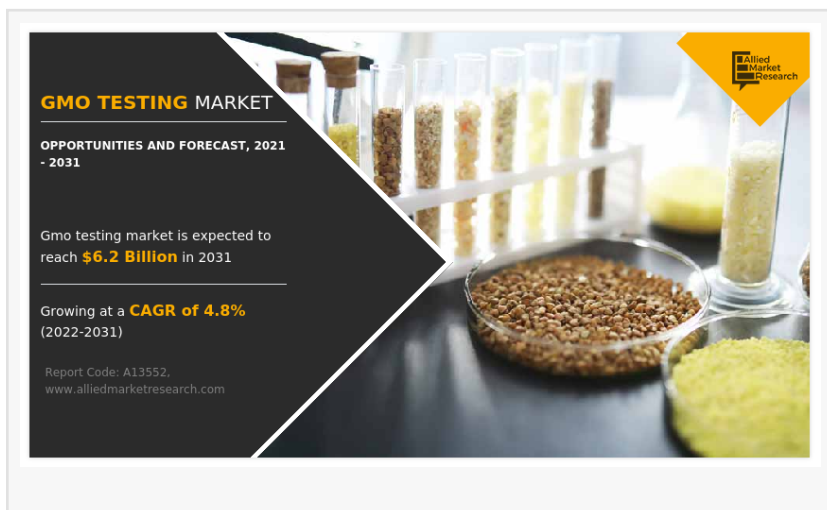 Allied
Market
Research
GMO TESTING MARKET
OPPORTUNITIES AND FORECAST, 2021
- 2031
Gmo testing market is expected to
reach $6.2 Billion in 2031
Growing at a CAGR of 4.8%
(2022-2031)
Report Code: A13552,
www.alliedmarketresearch.com